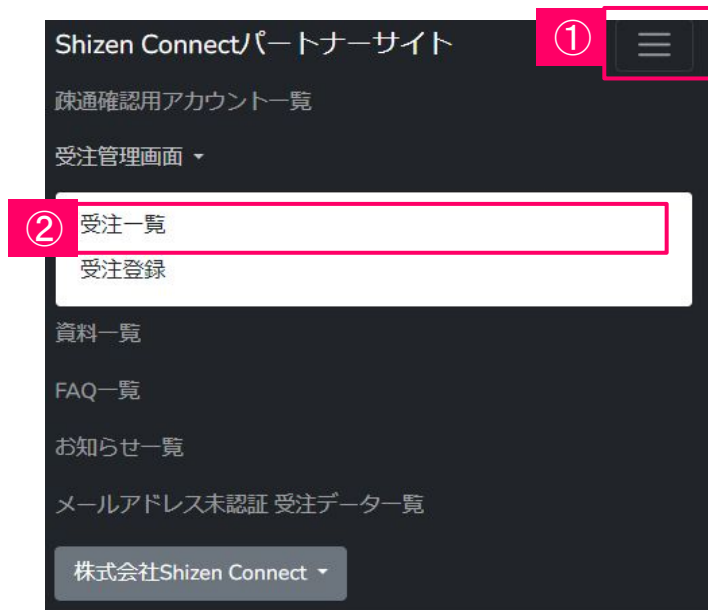 Shizen Connectパートナーサイト
①
疎通確認用アカウント一覧
受注管理画面
②
受注一覧
受注登録
資料一覧
FAQ一覧
お知らせ一覧
メールアドレス未認証 受注データ一覧
株式会社Shizen Connect